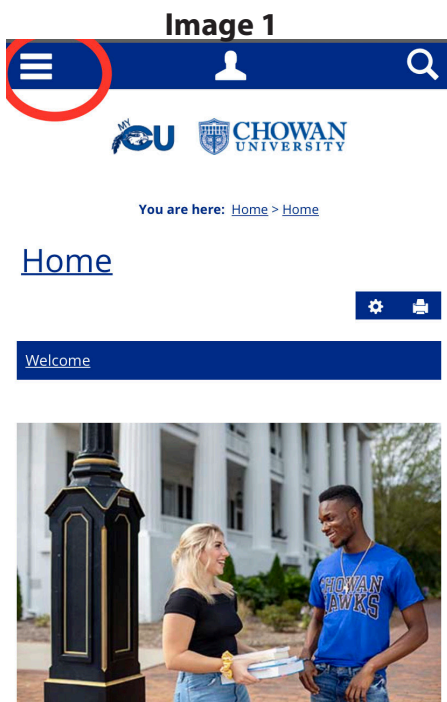 Image 1
MY
CU
CHOWAN
UNIVERSITY
You are here: Home > Home
Home
Welcome
CHOWAN
HAWKS